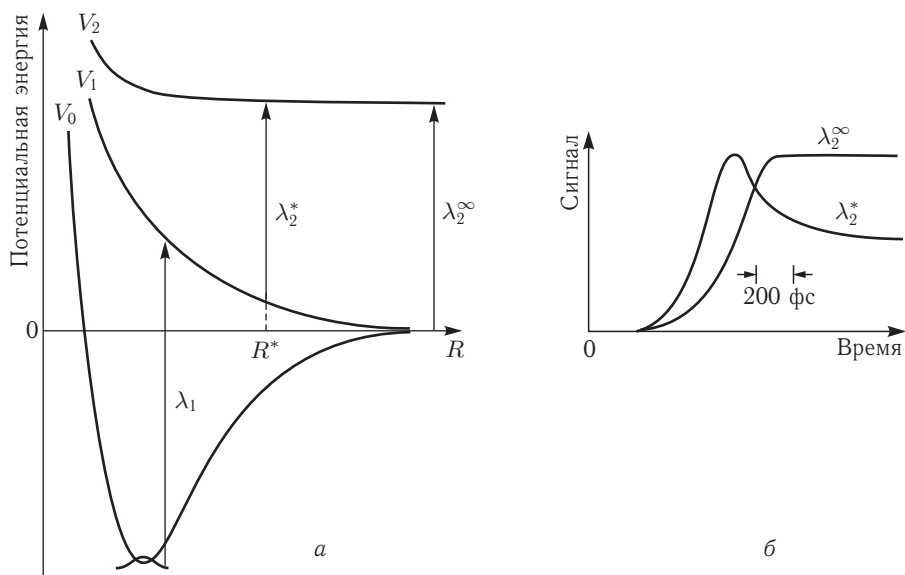 Потенциальная энергия
V₂
V₁
V₀
λ₂*
λ₂^∞
0
R*
R
λ₁
а
Сигнал
λ₂^∞
λ₂*
200 фс
0
Время
б